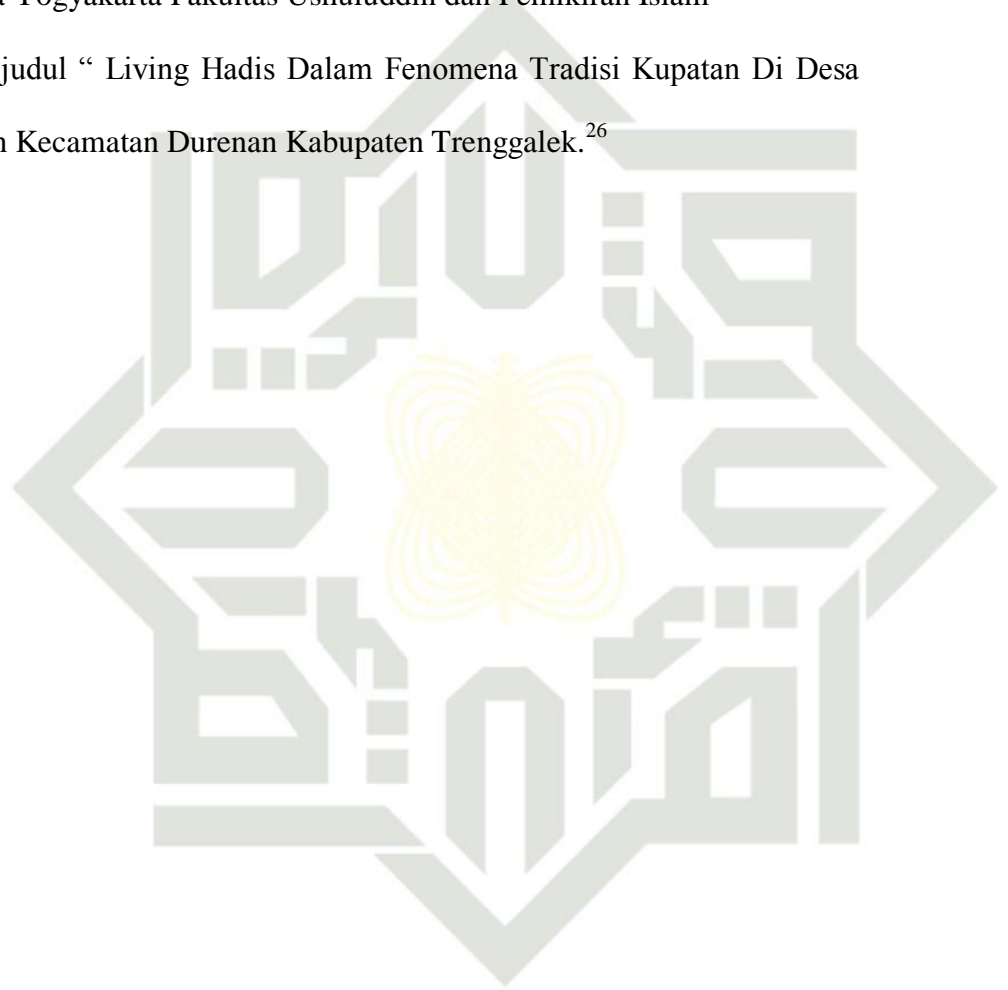 Yogyakarta Fakultas Ushuluddin dan Pemikiran Islam
judul “ Living Hadis Dalam Fenomena Tradisi Kupatan Di Desa
Kecamatan Durenan Kabupaten Trenggalek.26